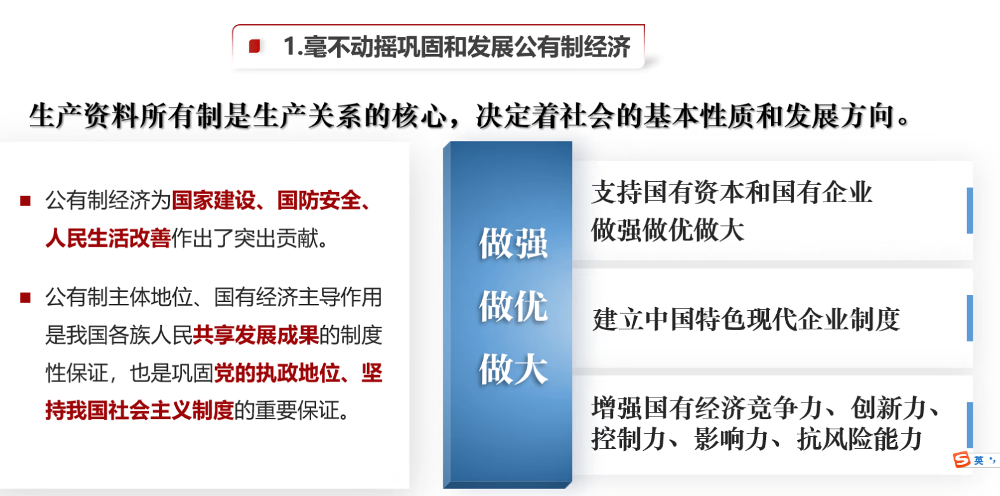 1.毫不动摇巩固和发展公有制经济
生产资料所有制是生产关系的核心，决定着社会的基本性质和发展方向。
公有制经济为国家建设、国防安全、
人民生活改善作出了突出贡献。
公有制主体地位、国有经济主导作用
是我国各族人民共享发展成果的制度
性保证，也是巩固党的执政地位、坚
持我国社会主义制度的重要保证。
做强
做优
做大
支持国有资本和国有企业
做强做优做大
建立中国特色现代企业制度
增强国有经济竞争力、创新力、
控制力、影响力、抗风险能力
S英